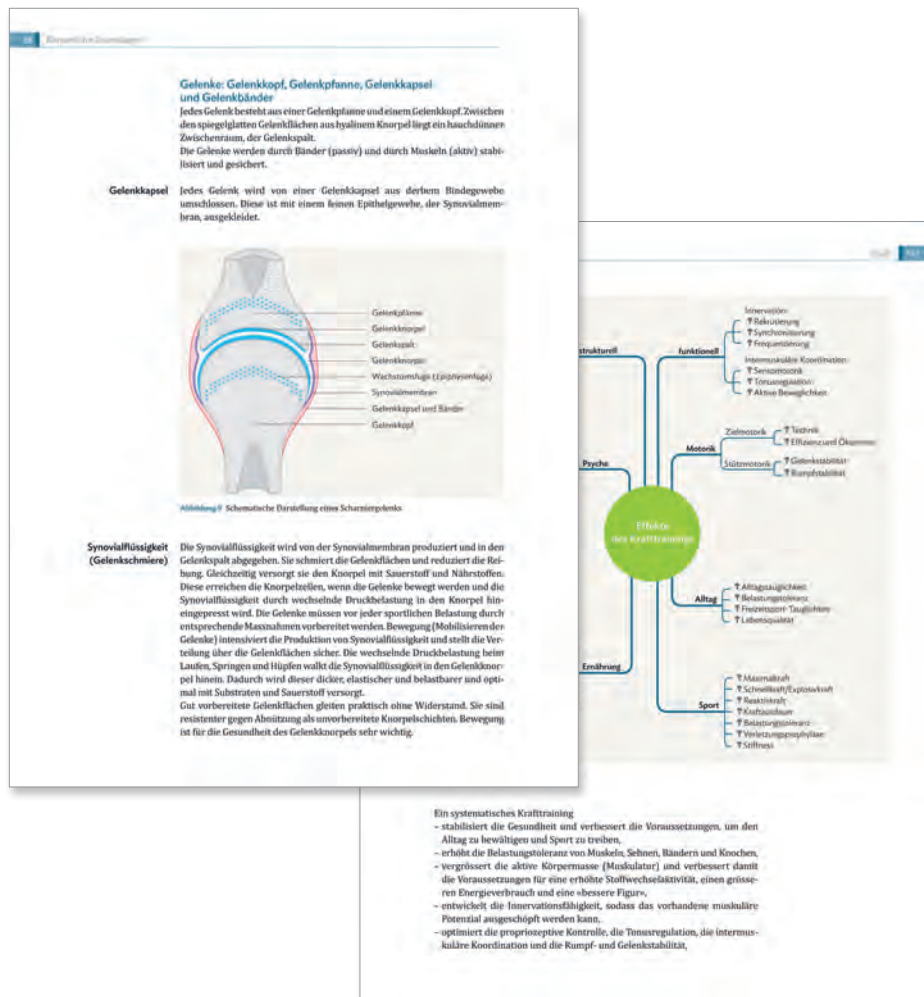 Gelenke: Gelenkkopf, Gelenkpfanne, Gelenkkapsel
und Gelenkbänder
Jedes Gelenk besteht aus einer Gelenkpfanne und einem Gelenkkopf. Zwischen
den spiegelglatten Gelenkflächen aus hyalinem Knorpel liegt ein hauchdünner
Zwischenraum, der Gelenkspalt.
Die Gelenke werden durch Bänder (passiv) und durch Muskeln (aktiv) stabi-
lisiert und gesichert.
Gelenkkapsel
Jedes Gelenk wird von einer Gelenkkapsel aus derbem Bindegewebe
umschlossen. Diese ist mit einem feinen Epithelgewebe, der Synovialmem-
bran, ausgekleidet.
Gelenkpfanne
Gelenkknorpel
Gelenkspalt
Gelenkknorpel
Wachstumsfuge (Epiphysenfuge)
Synovialmembran
Gelenkkapsel und Bänder
Gelenkkopf
Abbildung 9 Schematische Darstellung eines Scharniergelenks
Synovialflüssigkeit
(Gelenkschmiere)
Die Synovialflüssigkeit wird von der Synovialmembran produziert und in den
Gelenkspalt abgegeben. Sie schmiert die Gelenkflächen und reduziert die Rei-
bung. Gleichzeitig versorgt sie den Knorpel mit Sauerstoff und Nährstoffen.
Diese erreichen die Knorpelzellen, wenn die Gelenke bewegt werden und die
Synovialflüssigkeit durch wechselnde Druckbelastung in den Knorpel hin-
eingepresst wird. Die Gelenke müssen vor jeder sportlichen Belastung durch
entsprechende Massnahmen vorbereitet werden. Bewegung (Mobilisieren der
Gelenke) intensiviert die Produktion von Synovialflüssigkeit und stellt die Ver-
teilung über die Gelenkflächen sicher. Die wechselnde Druckbelastung beim
Laufen, Springen und Hüpfen walkt die Synovialflüssigkeit in den Gelenkknor-
pel hinein. Dadurch wird dieser dicker, elastischer und belastbarer und opti-
mal mit Substraten und Sauerstoff versorgt.
Gut vorbereitete Gelenkflächen gleiten praktisch ohne Widerstand. Sie sind
resistenter gegen Abnützung als unvorbereitete Knorpelschichten. Bewegung
ist für die Gesundheit des Gelenkknorpels sehr wichtig.
strukturell
Psyche
Ernährung
Effekte
des Krafttrainings
funktionell
Innervation:
↑ Rekrutierung
↑ Synchronisierung
↑ Frequentierung
Intermuskuläre Koordination:
↑ Sensomotorik
↑ Tonusregulation
↑ Aktive Beweglichkeit
Motorik
Zielmotorik
↑ Technik
↑ Effizienz und Ökonomie
Stützmotorik
↑ Gelenkstabilität
↑ Rumpfstabilität
Alltag
↑ Alltagstauglichkeit
↑ Belastungstoleranz
↑ Freizeitsport-Tauglichkeit
↑ Lebensqualität
Sport
↑ Maximalkraft
↑ Schnellkraft/Explosivkraft
↑ Reaktivkraft
↑ Kraftausdauer
↑ Belastungstoleranz
↑ Verletzungsprophylaxe
↑ Stiffness
Ein systematisches Krafttraining
– stabilisiert die Gesundheit und verbessert die Voraussetzungen, um den
Alltag zu bewältigen und Sport zu treiben,
– erhöht die Belastungstoleranz von Muskeln, Sehnen, Bändern und Knochen,
– vergrössert die aktive Körpermasse (Muskulatur) und verbessert damit
die Voraussetzungen für eine erhöhte Stoffwechselaktivität, einen grösse-
ren Energieverbrauch und eine «bessere Figur»,
– entwickelt die Innervationsfähigkeit, sodass das vorhandene muskuläre
Potenzial ausgeschöpft werden kann,
– optimiert die propriozeptive Kontrolle, die Tonusregulation, die intermus-
kuläre Koordination und die Rumpf- und Gelenkstabilität,